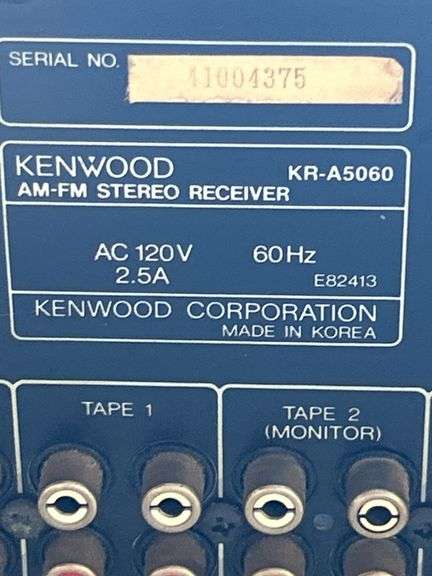 SERIAL NO. 41004375
KENWOOD KR-A5060
AM-FM STEREO RECEIVER
AC 120V 60Hz
2.5A E82413
KENWOOD CORPORATION
MADE IN KOREA
TAPE 1 TAPE 2
(MONITOR)